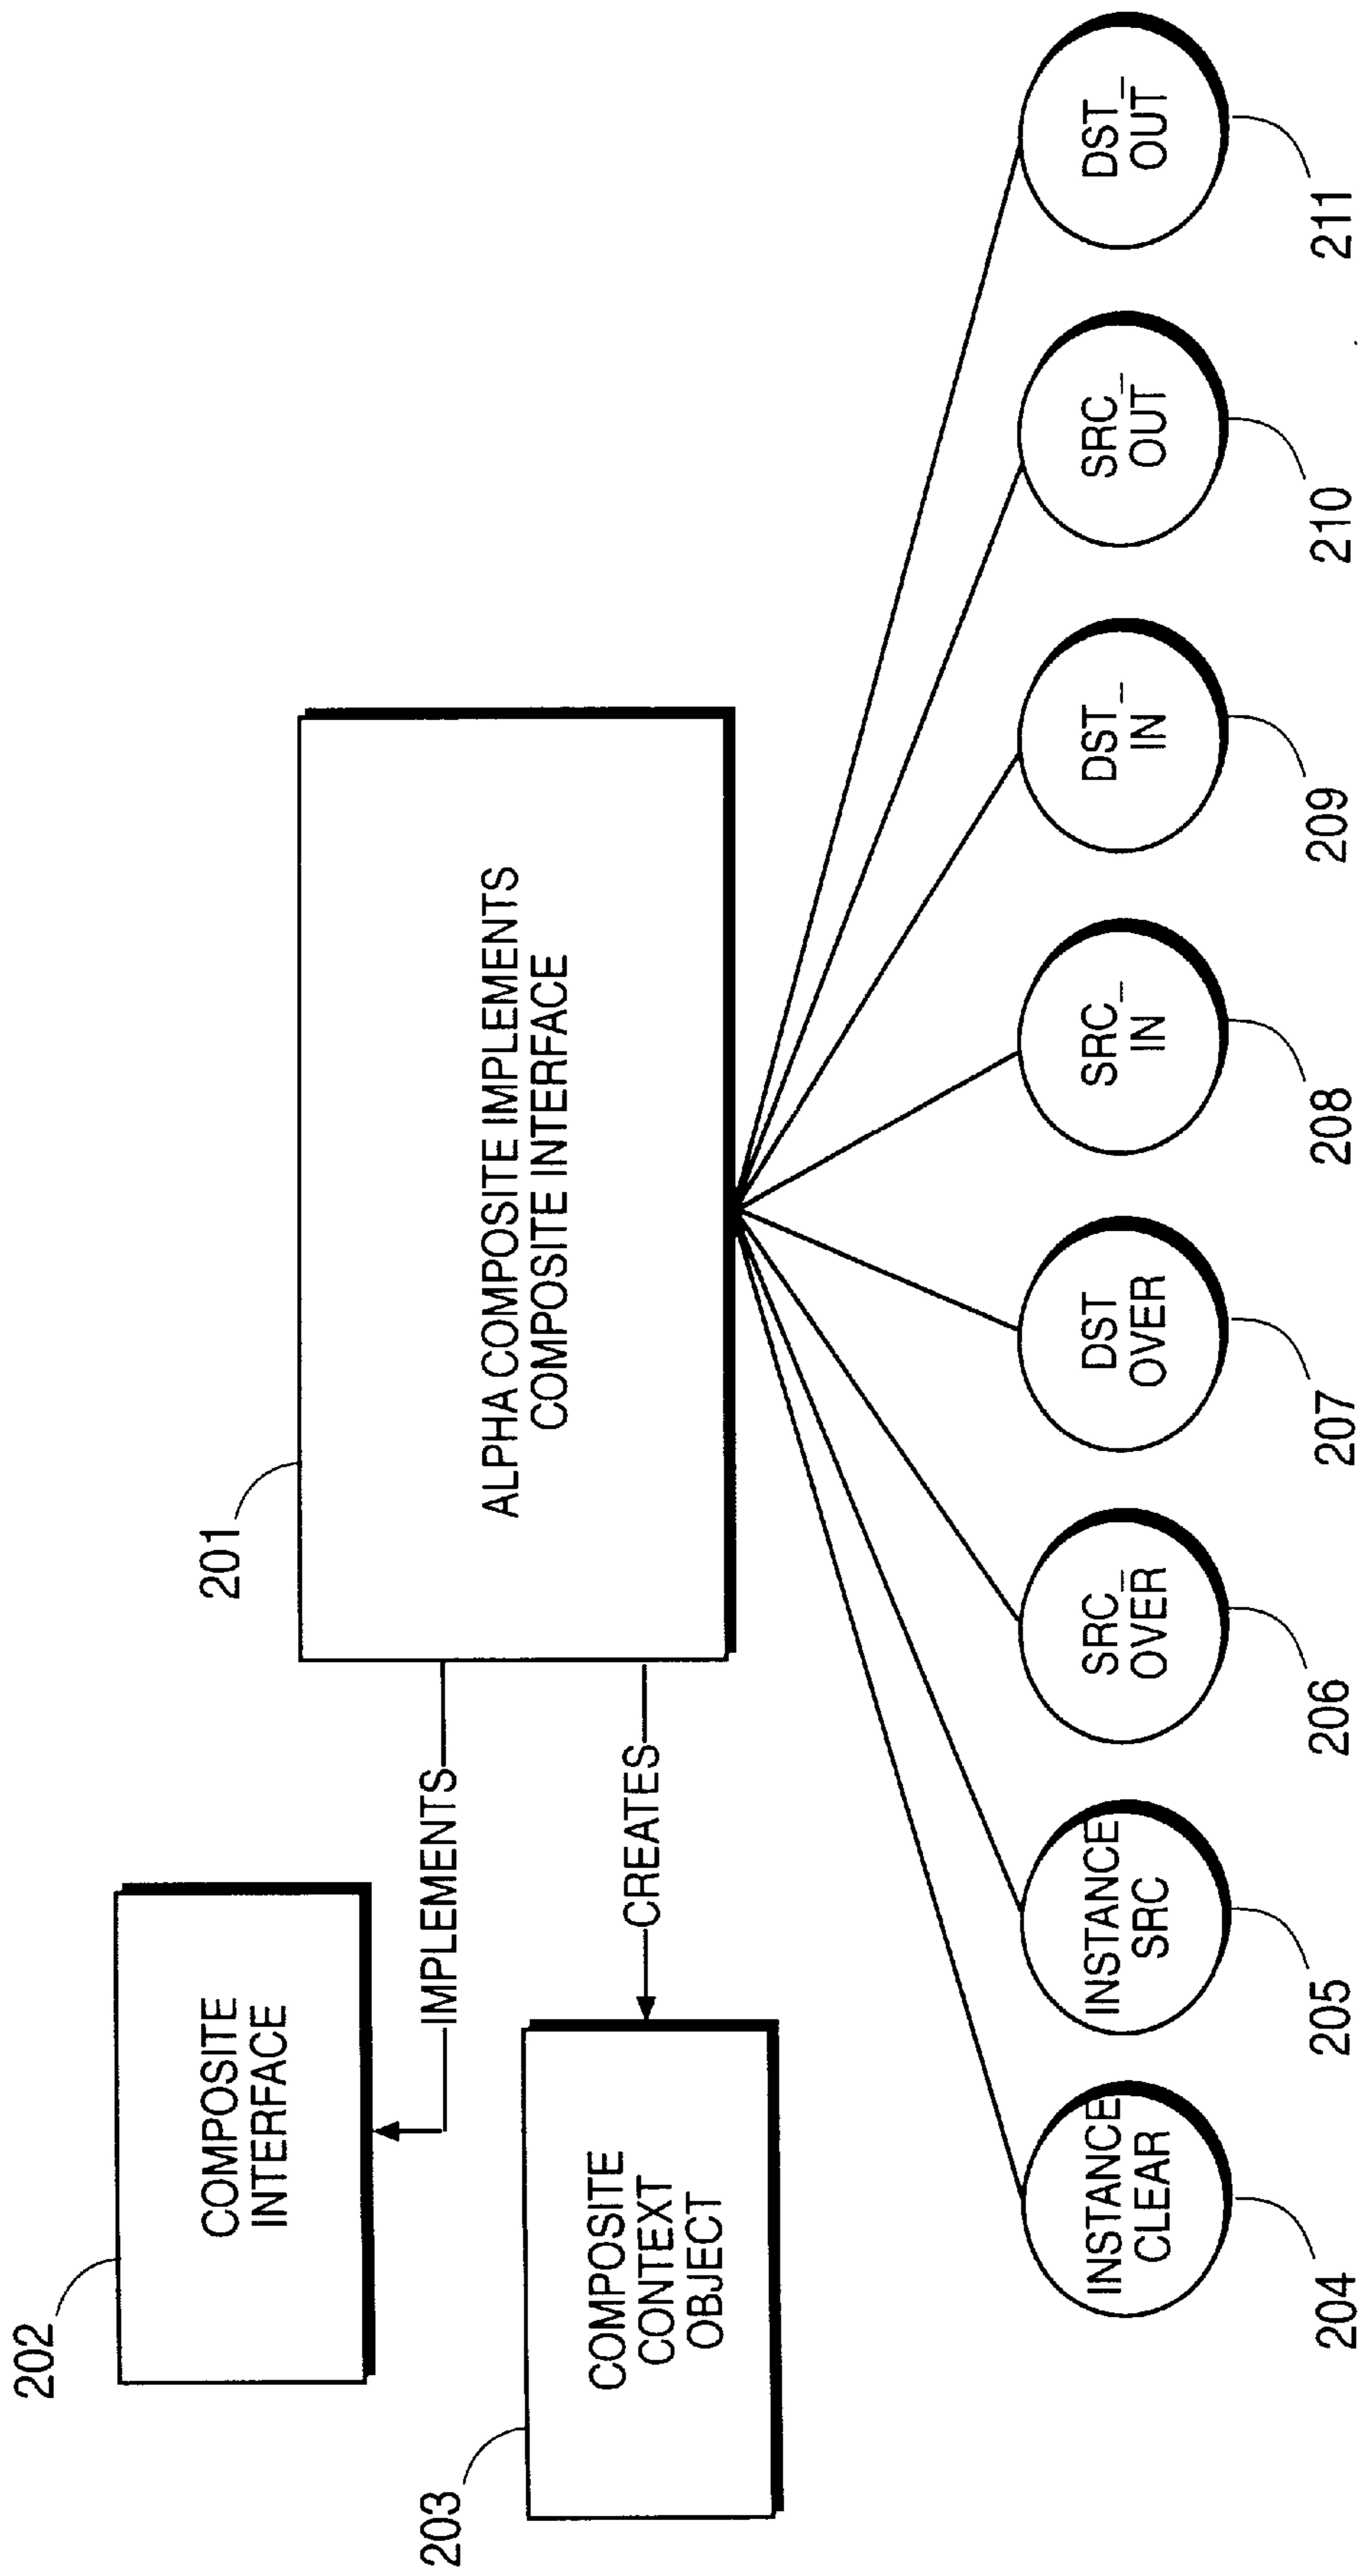 202
COMPOSITE
INTERFACE
201
ALPHA COMPOSITE IMPLEMENTS
COMPOSITE INTERFACE
IMPLEMENTS
203
COMPOSITE
CONTEXT
OBJECT
CREATES
INSTANCE
CLEAR
INSTANCE
SRC
SRC_
OVER
DST
OVER
SRC_
IN
DST_
IN
SRC_
OUT
DST_
OUT
204
205
206
207
208
209
210
211